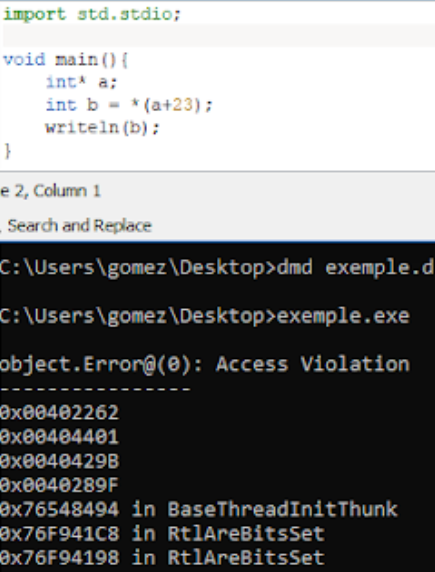 import std.stdio;
void main(){
int* a;
int b = *(a+23);
writeln(b);
}
e 2, Column 1
, Search and Replace
C:\Users\gomez\Desktop>dmd exemple.d
C:\Users\gomez\Desktop>exemple.exe
object.Error@(0): Access Violation
----------------
0x00402262
0x00404401
0x0040429B
0x0040289F
0x76548494 in BaseThreadInitThunk
0x76F941C8 in RtlAreBitsSet
0x76F94198 in RtlAreBitsSet